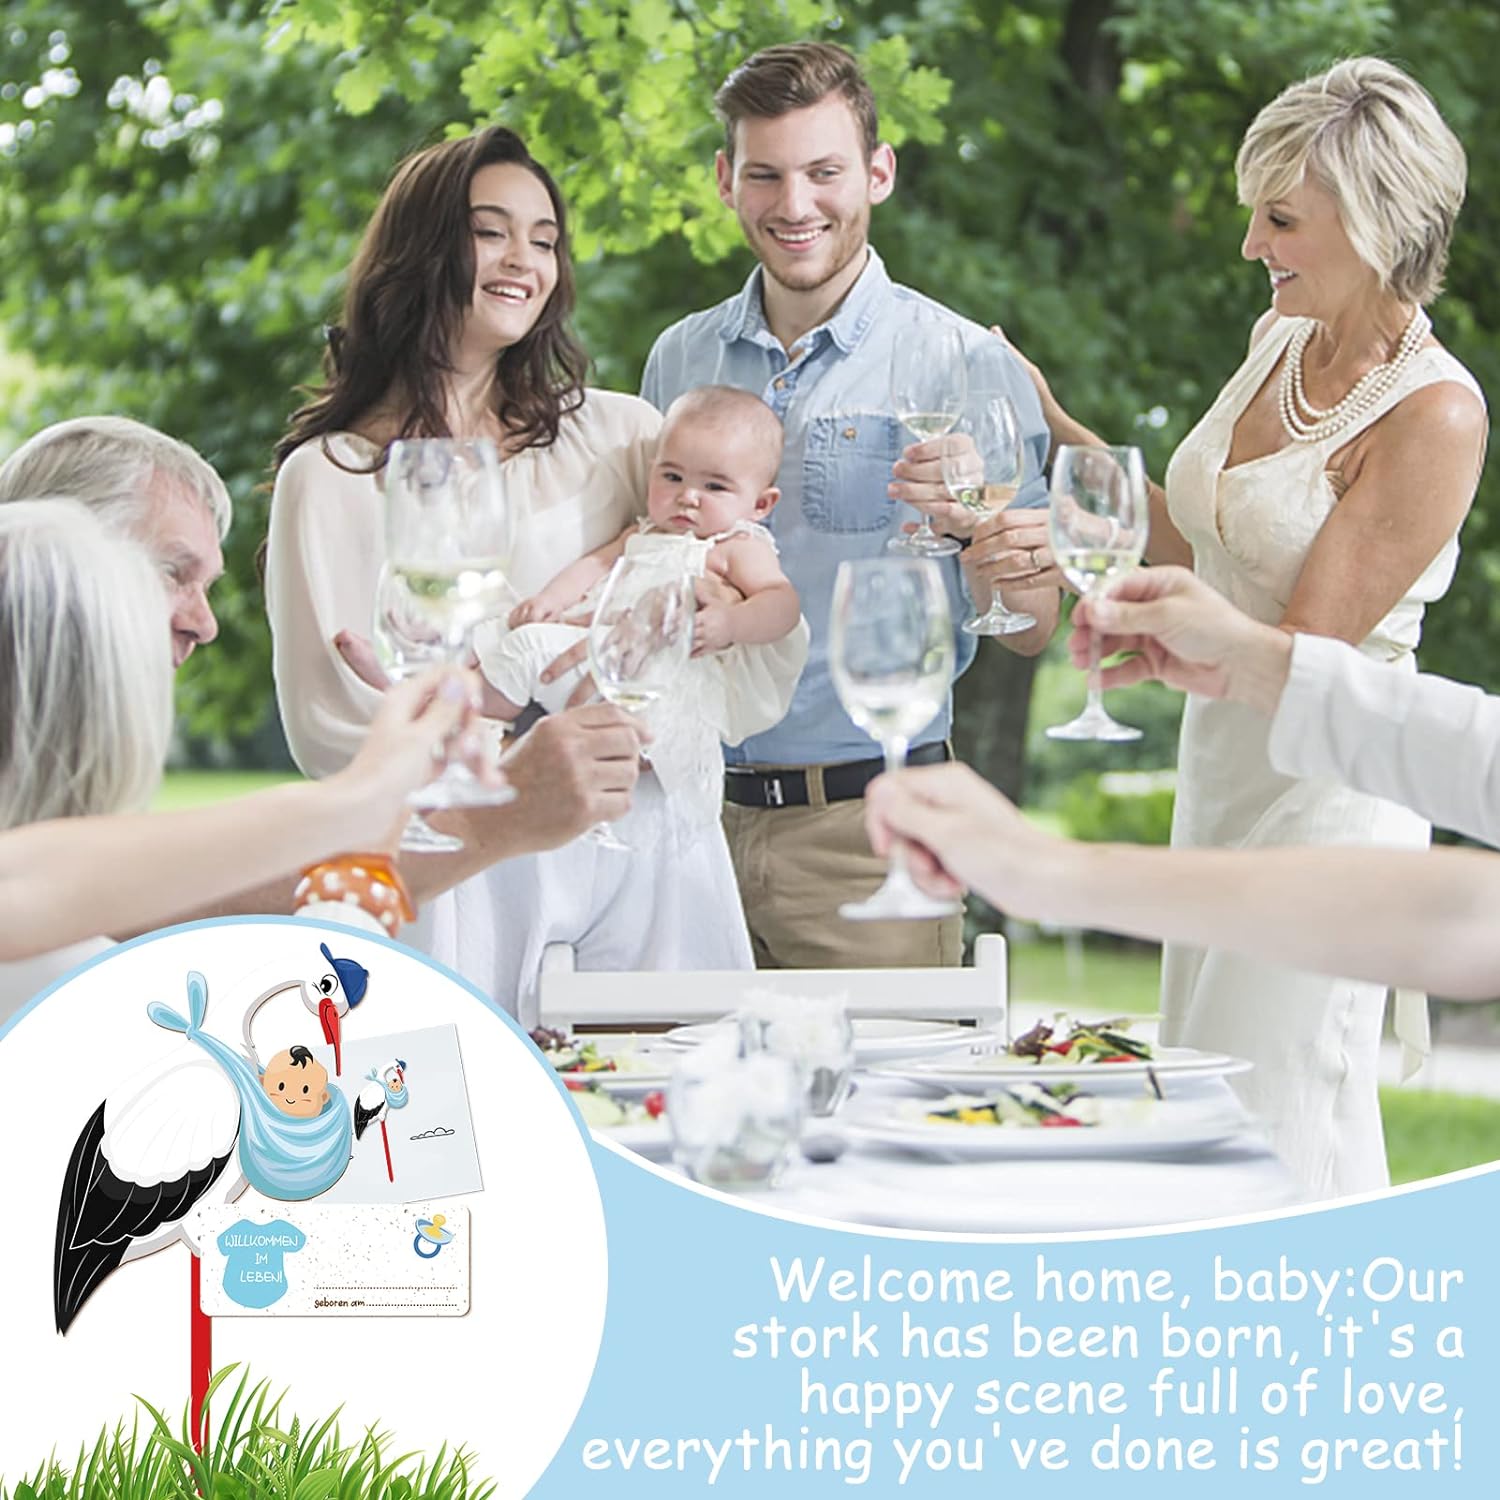 WILLKOMMEN
IM
LEBEN!
geboren am
Welcome home, baby:Our
stork has been born, it's a
happy scene full of love,
everything you've done is great!